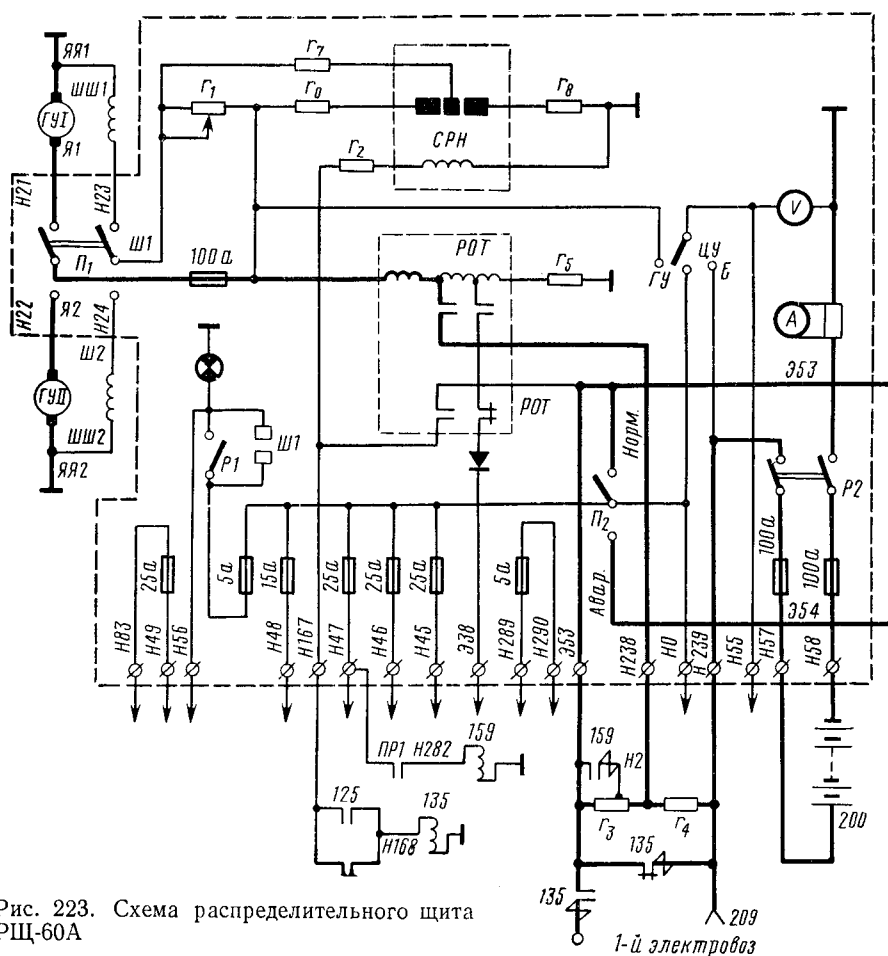 ЯЯ1
ШШ1
ГУI
Я1
Н21
Н23
r7
r1
r0
r8
СРН
r2
Ш1
П1
100а
РОТ
r5
ГУ
ЦУ
Б
V
А
Н22
Я2
Н24
Ш2
ГУII
ШШ2
ЯЯ2
Р1
Ш1
РОТ
Э53
Норм.
П2
Авар.
Р2
100а
100а
Э54
25а
5а
15а
25а
25а
25а
5а
Н83
Н49
Н56
Н48
Н167
Н47
Н46
Н45
Э38
Н289
Н290
Э53
Н238
Н0
Н239
Н55
Н57
Н58
ПР1
Н282
159
159
Н2
125
135
Н168
r3
r4
135
135
200
209
1-й электровоз
Рис. 223. Схема распределительного щита
РЩ-60А